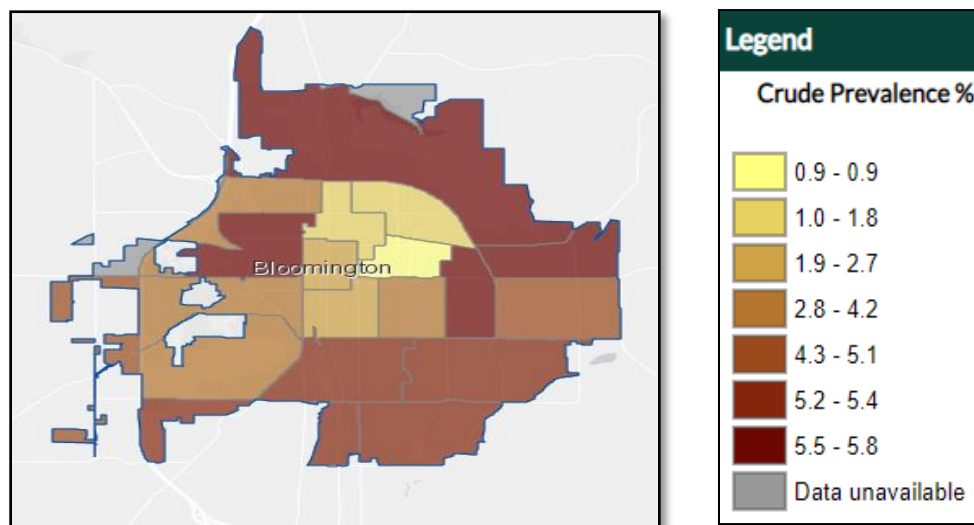 Bloomington
Legend
Crude Prevalence %
0.9 - 0.9
1.0 - 1.8
1.9 - 2.7
2.8 - 4.2
4.3 - 5.1
5.2 - 5.4
5.5 - 5.8
Data unavailable